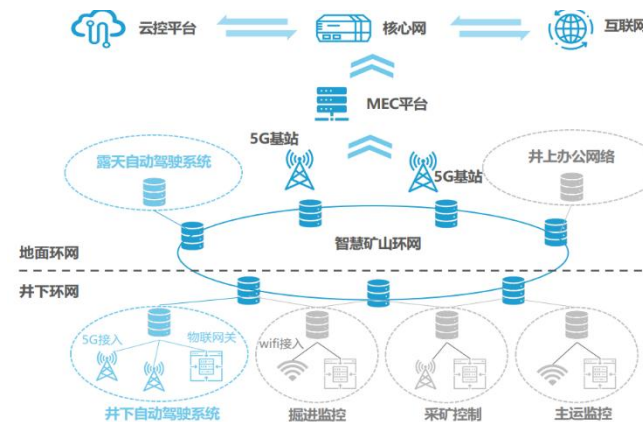 云控平台
核心网
互联网
MEC平台
5G基站
5G基站
露天自动驾驶系统
井上办公网络
智慧矿山环网
地面环网
井下环网
5G接入
物联网关
wifi接入
井下自动驾驶系统
掘进监控
采矿控制
主运监控